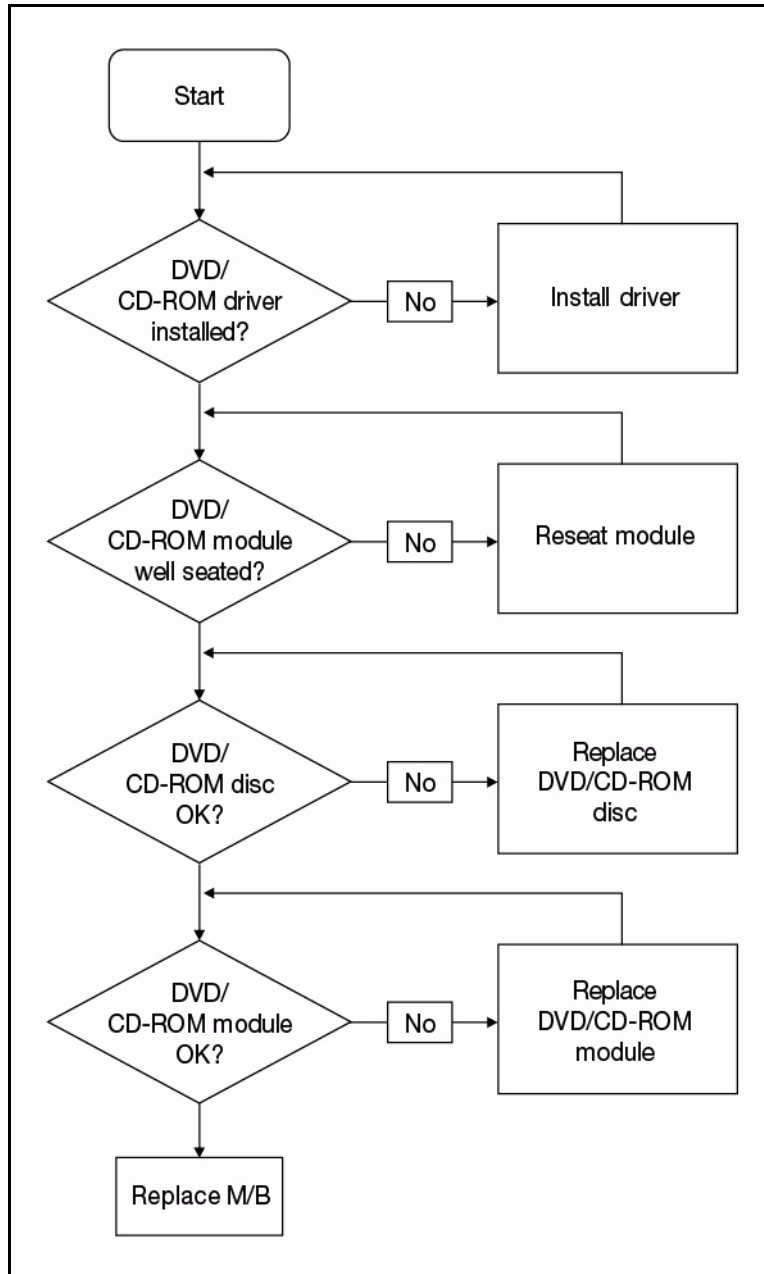 Start
DVD/
CD-ROM driver
installed?
No
Install driver
DVD/
CD-ROM module
well seated?
No
Reseat module
DVD/
CD-ROM disc
OK?
No
Replace
DVD/CD-ROM
disc
DVD/
CD-ROM module
OK?
No
Replace
DVD/CD-ROM
module
Replace M/B